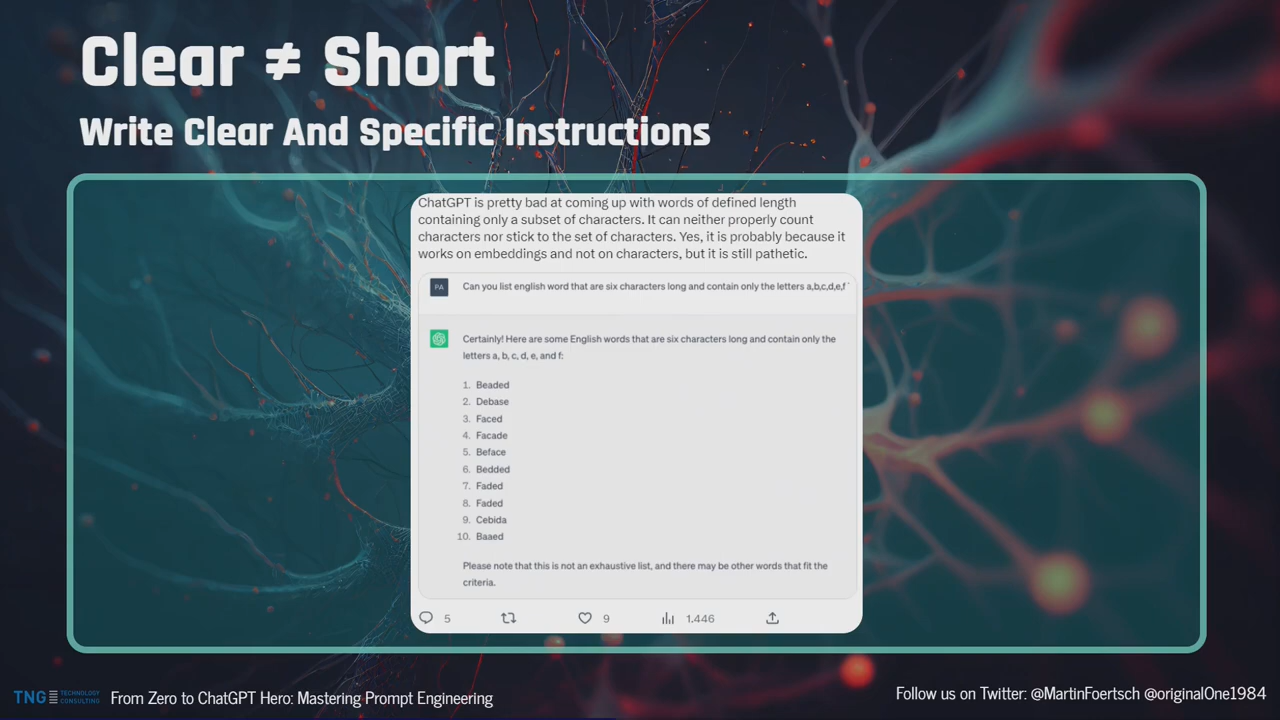 Clear ≠ Short
Write Clear And Specific Instructions
ChatGPT is pretty bad at coming up with words of defined length
containing only a subset of characters. It can neither properly count
characters nor stick to the set of characters. Yes, it is probably because it
works on embeddings and not on characters, but it is still pathetic.
PA
Can you list english word that are six characters long and contain only the letters a,b,c,d,e,f
Certainly! Here are some English words that are six characters long and contain only the
letters a, b, c, d, e, and f:
1. Beaded
2. Debase
3. Faced
4. Facade
5. Beface
6. Bedded
7. Faded
8. Faded
9. Cebida
10. Baaed
Please note that this is not an exhaustive list, and there may be other words that fit the
criteria.
5 9 1.446
TNG TECHNOLOGY
CONSULTING
From Zero to ChatGPT Hero: Mastering Prompt Engineering
Follow us on Twitter: @MartinFoertsch @originalOne1984